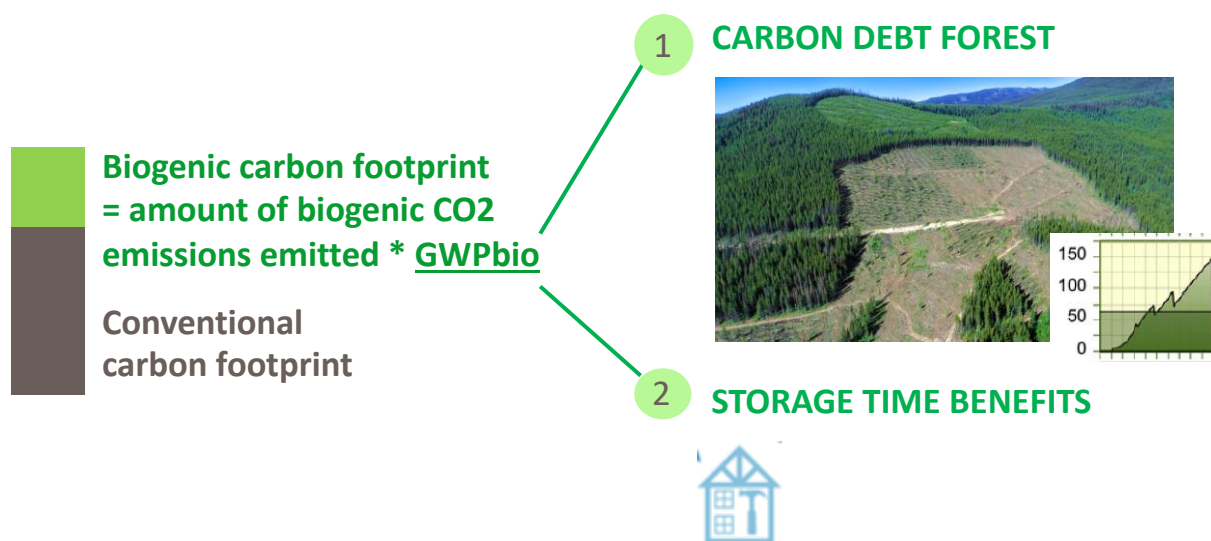 1
CARBON DEBT FOREST
Biogenic carbon footprint
= amount of biogenic CO2
emissions emitted * GWPbio
Conventional
carbon footprint
150
100
50
0
2
STORAGE TIME BENEFITS